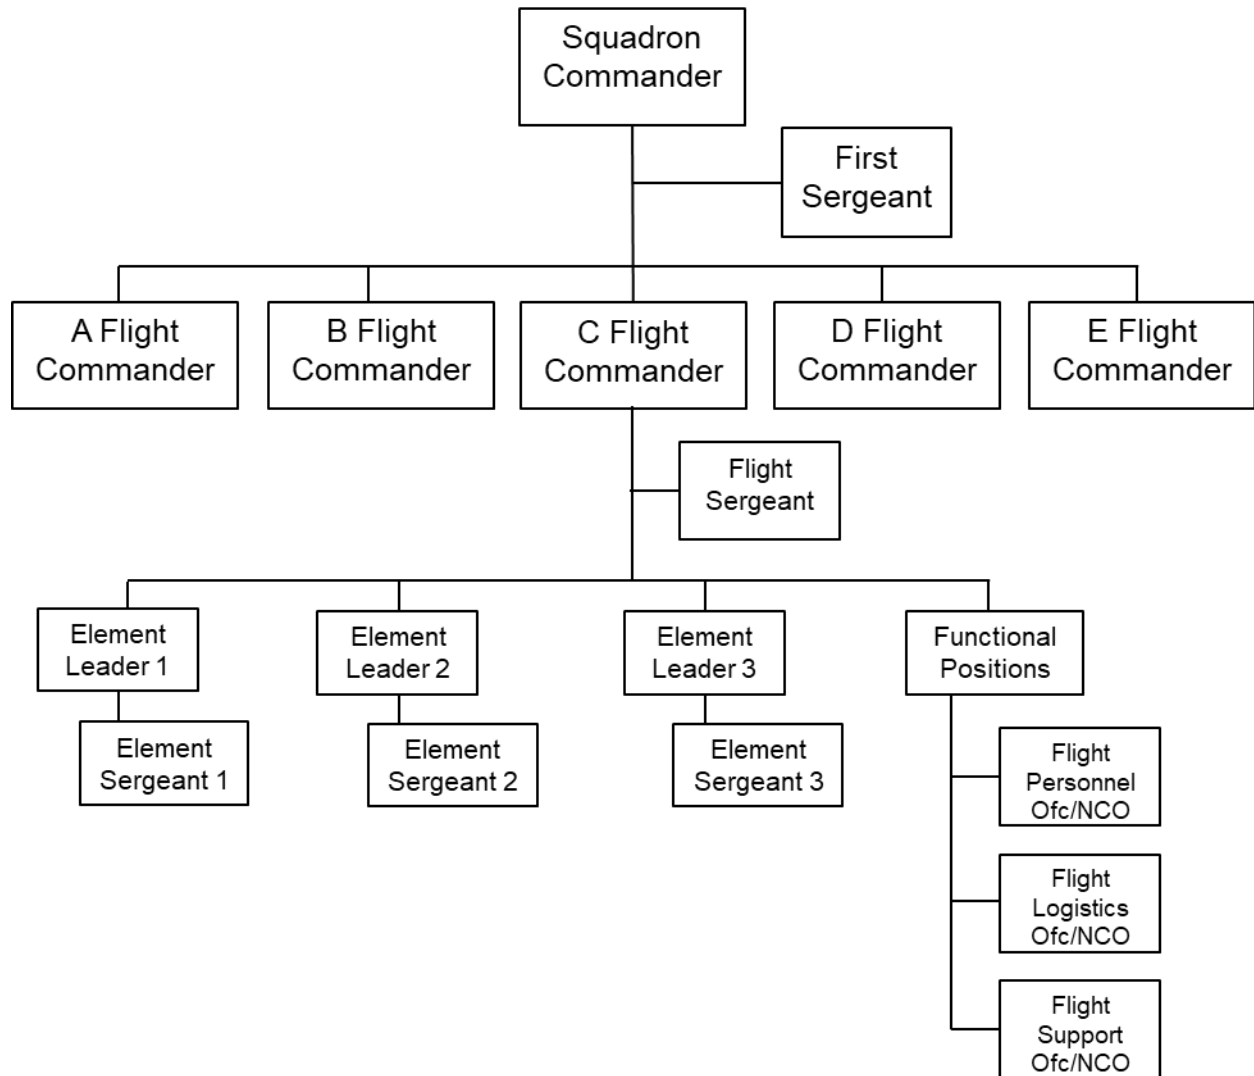 Squadron
Commander
First
Sergeant
A Flight
Commander
B Flight
Commander
C Flight
Commander
D Flight
Commander
E Flight
Commander
Flight
Sergeant
Element
Leader 1
Element
Leader 2
Element
Leader 3
Functional
Positions
Element
Sergeant 1
Element
Sergeant 2
Element
Sergeant 3
Flight
Personnel
Ofc/NCO
Flight
Logistics
Ofc/NCO
Flight
Support
Ofc/NCO